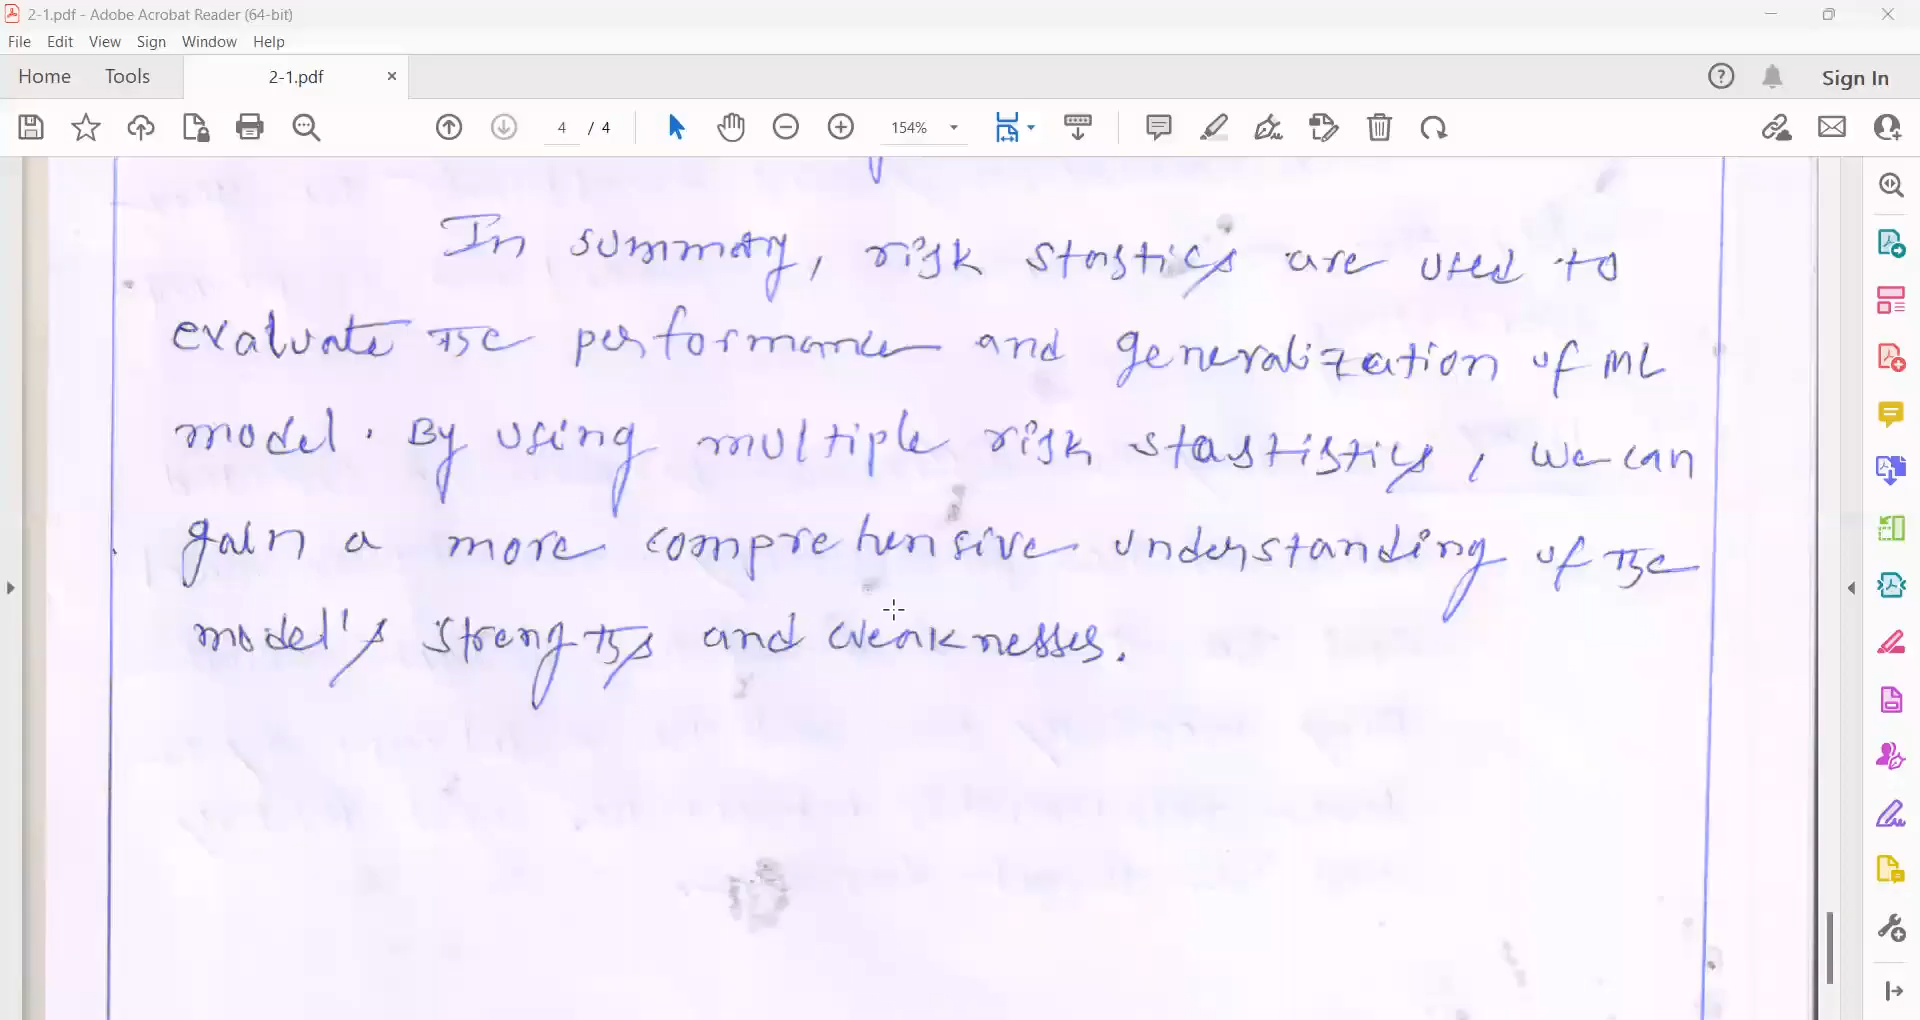 2-1.pdf - Adobe Acrobat Reader (64-bit)
File Edit View Sign Window Help
Home Tools 2-1.pdf × Sign In
4 / 4 154%
In summary, risk stastics are used to
evaluate the performance and generalization of ML
model. By using multiple risk stastistics, we can
gain a more comprehensive understanding of the
model's strengths and weaknesses.